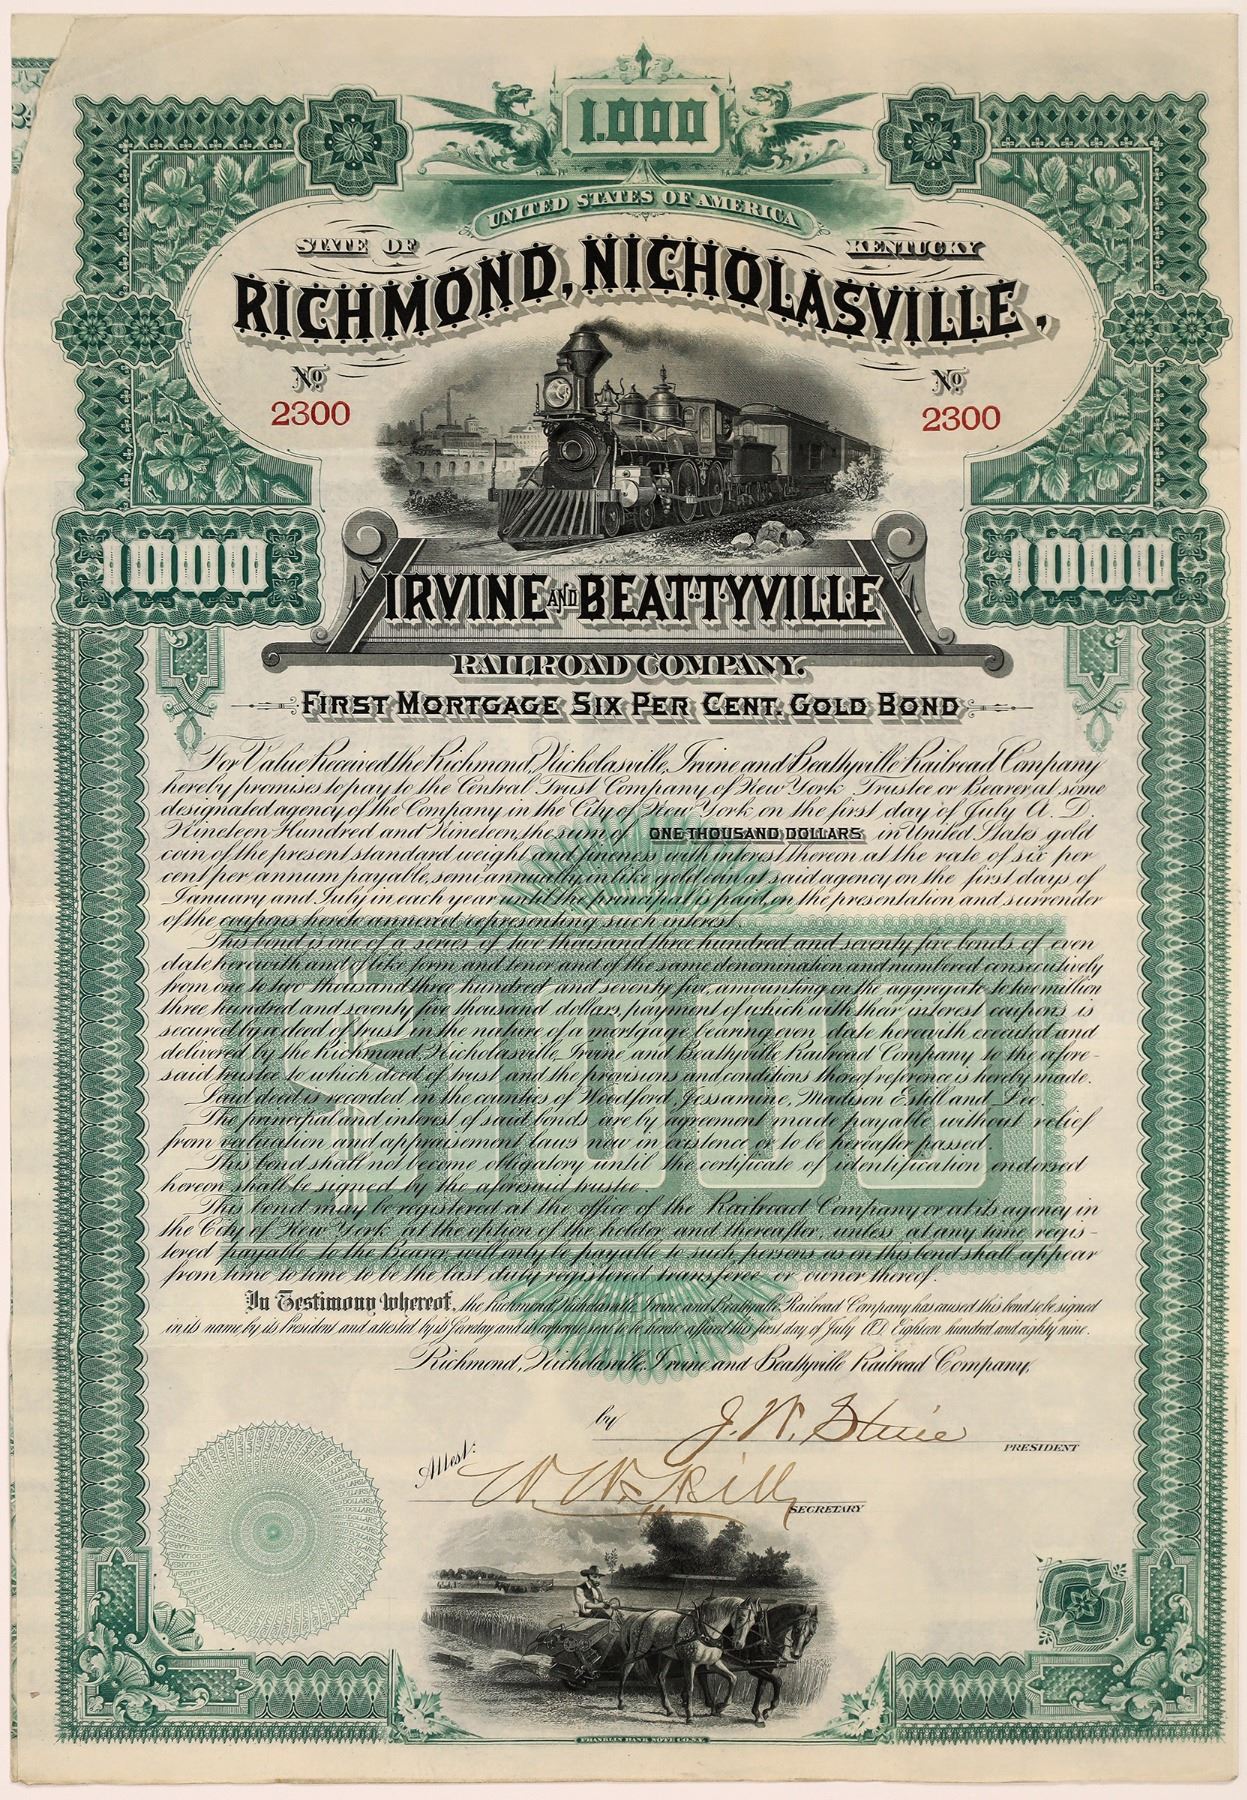 1.000
UNITED STATES OF AMERICA
STATE OF KENTUCKY
RICHMOND, NICHOLASVILLE,
No. No.
2300 2300
1000 1000
IRVINE AND BEATTYVILLE
RAILROAD COMPANY.
FIRST MORTGAGE SIX PER CENT. GOLD BOND
For Value Received the Richmond, Nicholasville, Irvine and Beattyville Railroad Company
hereby promises to pay to the Central Trust Company of New York Trustee or Bearer, at some
designated agency of the Company in the City of New York on the first day of July A. D.
Nineteen Hundred and Nineteen, the sum of ONE THOUSAND DOLLARS in United States gold
coin of the present standard weight and fineness with interest thereon at the rate of six per
cent per annum payable, semi annually, in like gold coin at said agency on the first days of
January and July in each year until the principal is paid, on the presentation and surrender
of the coupons hereto annexed representing such interest.
This bond is one of a series of two thousand three hundred and seventy five bonds of even
date herewith and of like form, and tenor and of the same denomination and numbered consecutively
from one to two thousand three hundred and seventy five, amounting in the aggregate to two million
three hundred and seventy five thousand dollars, payment of which with their interest coupons is
secured by a deed of trust in the nature of a mortgage bearing even date herewith executed and
delivered by the Richmond, Nicholasville, Irvine and Beattyville Railroad Company to the afore-
said trustee to which deed of trust and the provisions and conditions thereof reference is hereby made.
Said deed is recorded in the counties of Woodford, Jessamine, Madison Estill and Lee.
The principal and interest of said bonds are by agreement made payable without relief
from valuation and appraisement laws now in existence or to be hereafter passed.
This bond shall not become obligatory until the certificate of identification endorsed
hereon shall be signed by the aforesaid trustee.
This bond may be registered at the office of the Railroad Company or at its agency in
the City of New York at the option of the holder and thereafter, unless at any time regis-
tered payable to the Bearer, will only be payable to such persons as on this bond shall appear
from time to time to be the last duly registered transferee or owner thereof.
$1000
In Testimony Whereof, the Richmond, Nicholasville, Irvine and Beattyville Railroad Company has caused this bond to be signed
in its name by its President and attested by its Secretary and its corporate seal to be hereto affixed this first day of July A.D. Eighteen hundred and eighty nine.
Richmond, Nicholasville, Irvine and Beattyville Railroad Company,
by J. W. PRESIDENT
Attest: SECRETARY
FRANKLIN BANK NOTE CO. N.Y.